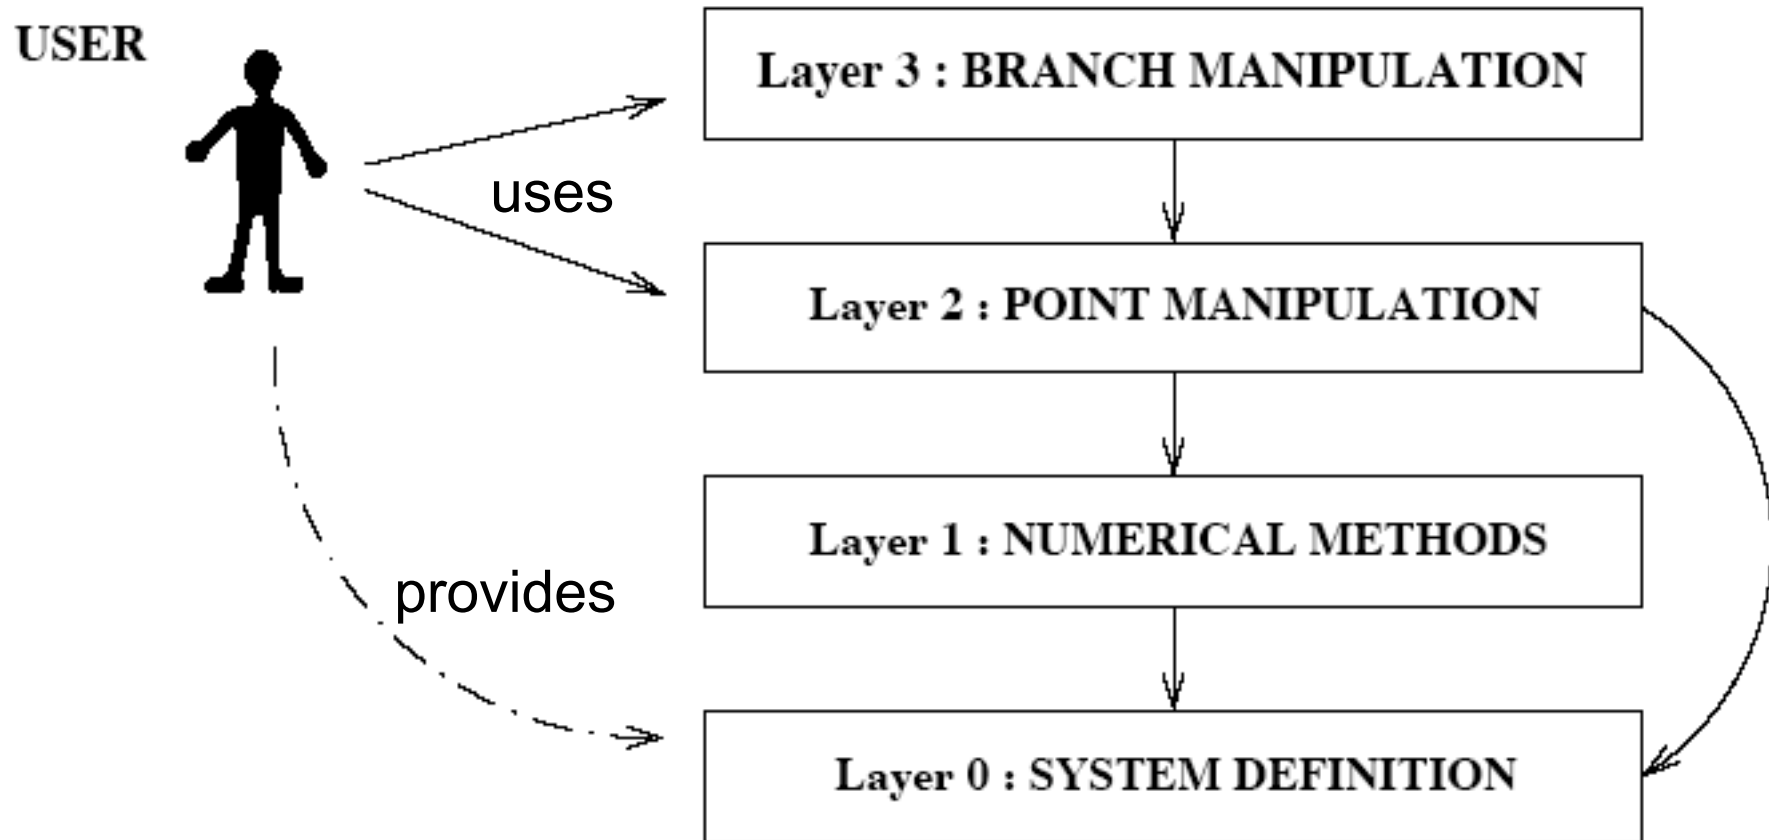 USER
Layer 3 : BRANCH MANIPULATION
uses
Layer 2 : POINT MANIPULATION
Layer 1 : NUMERICAL METHODS
provides
Layer 0 : SYSTEM DEFINITION